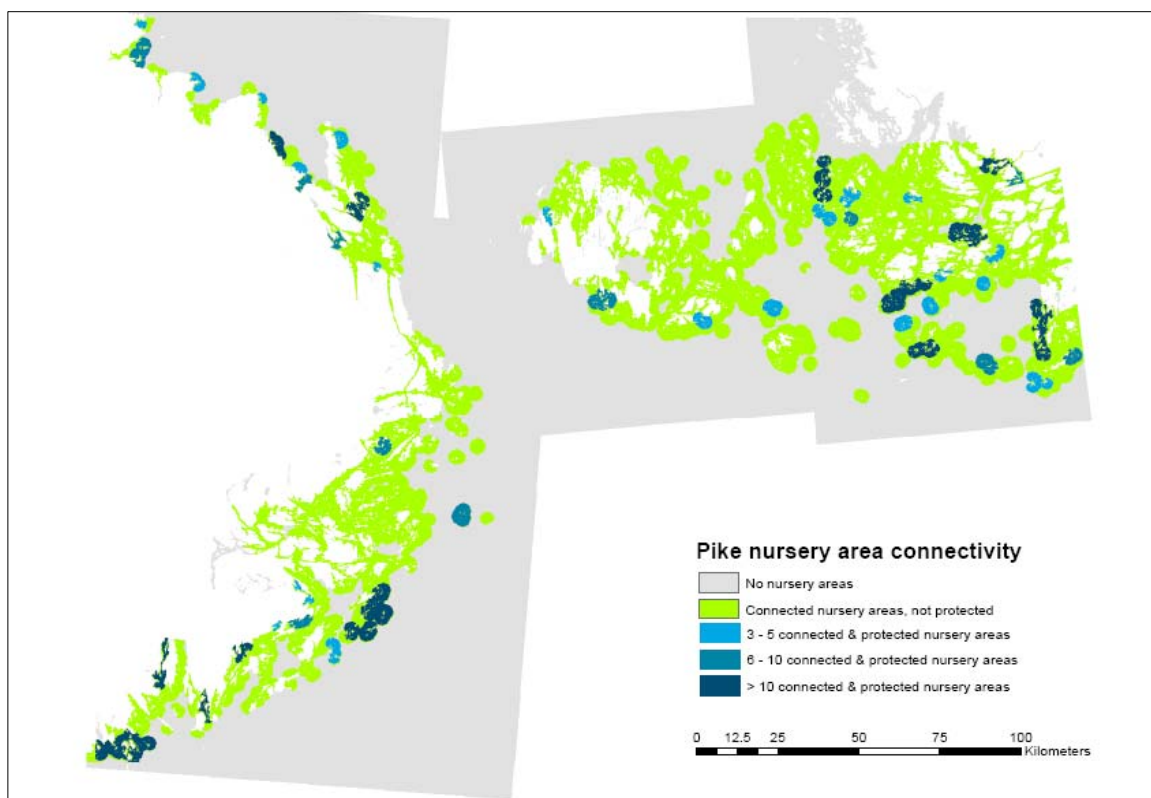 Pike nursery area connectivity
No nursery areas
Connected nursery areas, not protected
3 - 5 connected & protected nursery areas
6 - 10 connected & protected nursery areas
> 10 connected & protected nursery areas
0 12.5 25 50 75 100
Kilometers